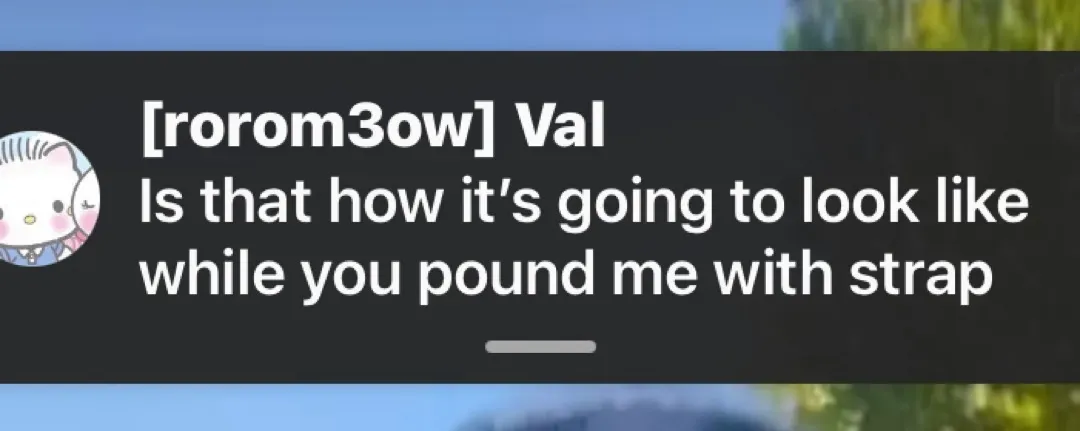 [rorom3ow] Val
Is that how it’s going to look like
while you pound me with strap